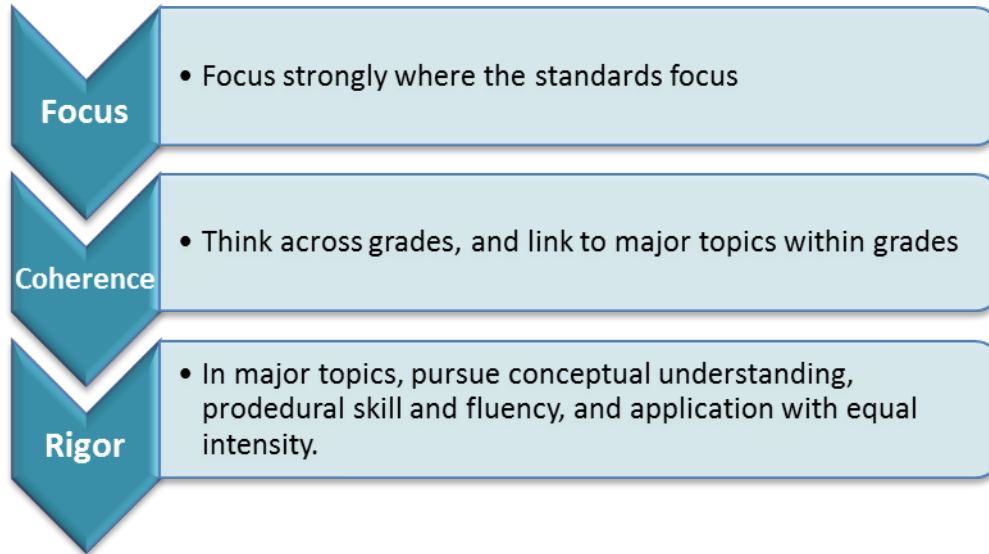 Focus
• Focus strongly where the standards focus
Coherence
• Think across grades, and link to major topics within grades
Rigor
• In major topics, pursue conceptual understanding,
prodedural skill and fluency, and application with equal
intensity.